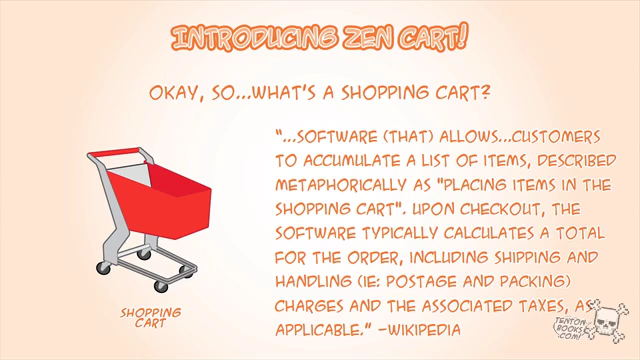 INTRODUCING ZEN CART!
OKAY, SO...WHAT'S A SHOPPING CART?
"...SOFTWARE (THAT) ALLOWS...CUSTOMERS
TO ACCUMULATE A LIST OF ITEMS, DESCRIBED
METAPHORICALLY AS "PLACING ITEMS IN THE
SHOPPING CART". UPON CHECKOUT, THE
SOFTWARE TYPICALLY CALCULATES A TOTAL
FOR THE ORDER, INCLUDING SHIPPING AND
HANDLING (IE: POSTAGE AND PACKING)
CHARGES AND THE ASSOCIATED TAXES, AS
APPLICABLE." -WIKIPEDIA
SHOPPING
CART
TENTON
BOOKS
.COM!